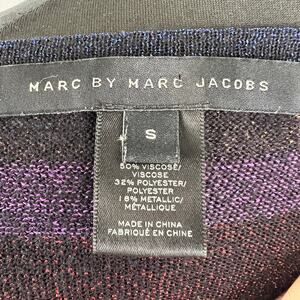 MARC BY MARC JACOBS
S
50% VISCOSE/
VISCOSE
32% POLYESTER/
POLYESTER
18% METALLIC/
MÉTALLIQUE
MADE IN CHINA
FABRIQUÉ EN CHINE